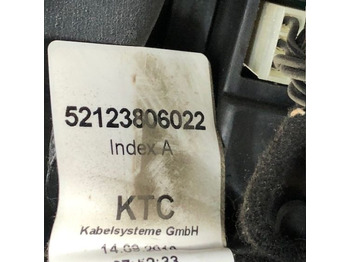 52123806022
Index A
KTC
Kabelsysteme GmbH